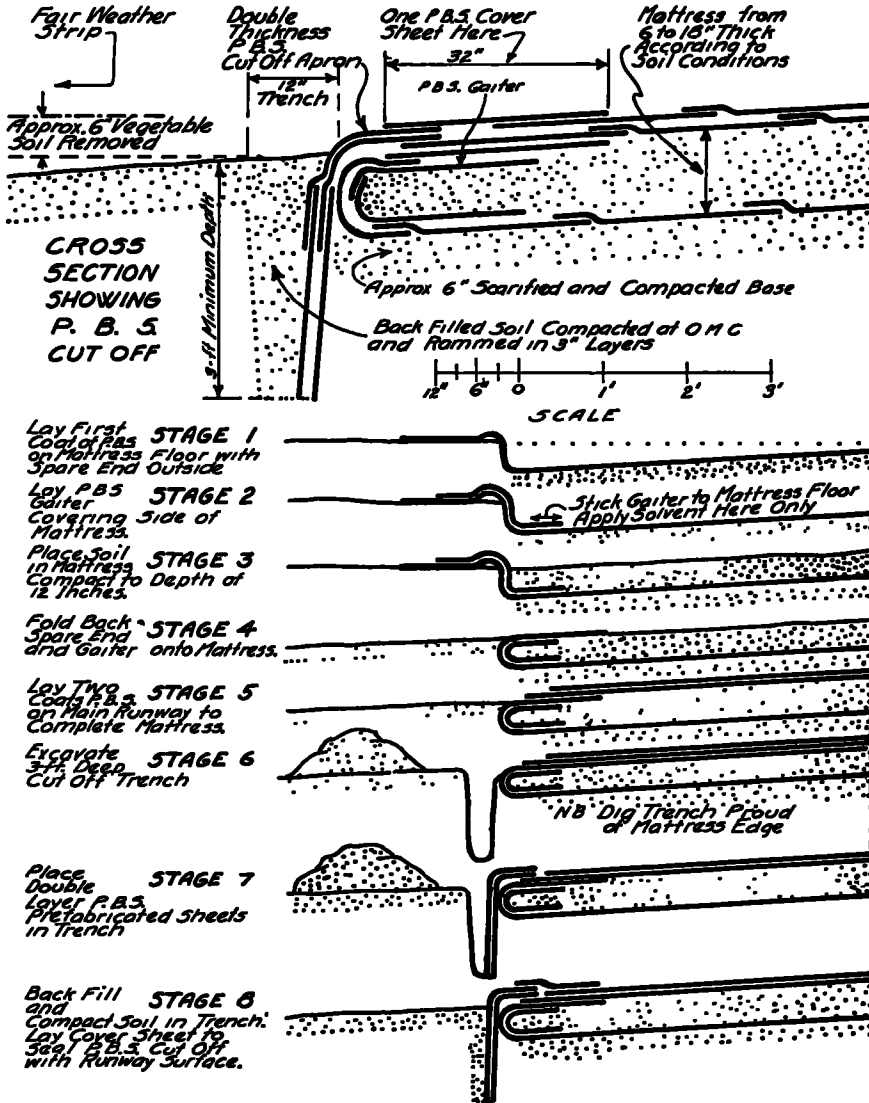 Fair Weather
Strip
Double
Thickness
P.B.S.
Cut Off Apron
One P.B.S. Cover
Sheet Here
Mattress from
6 to 18" Thick
According to
Soil Conditions
12"
Trench
32"
P.B.S. Gaiter
Approx. 6" Vegetable
Soil Removed
3-ft Minimum Depth
CROSS
SECTION
SHOWING
P. B. S.
CUT OFF
Approx 6" Scarified and Compacted Base
Back Filled Soil Compacted at O M C
and Rammed in 3" Layers
12" 6" 0 1' 2' 3'
SCALE
Lay First
Coat of P.B.S.
on Mattress Floor with
Spare End Outside
STAGE 1
Lay PBS
Gaiter
Covering Side of
Mattress.
STAGE 2
Stick Gaiter to Mattress Floor
Apply Solvent Here Only
Place Soil
in Mattress
Compact to Depth of
12 Inches.
STAGE 3
Fold Back
Spare End
and Gaiter onto Mattress.
STAGE 4
Lay Two
Coats P.B.S.
on Main Runway to
Complete Mattress.
STAGE 5
Excavate
3-ft. Deep
Cut Off Trench
STAGE 6
NB Dig Trench Proud
of Mattress Edge
Place
Double
Layer P.B.S.
Prefabricated Sheets
in Trench
STAGE 7
Back Fill
and
Compact Soil in Trench.
Lay Cover Sheet to
Seal P.B.S. Cut Off
with Runway Surface.
STAGE 8